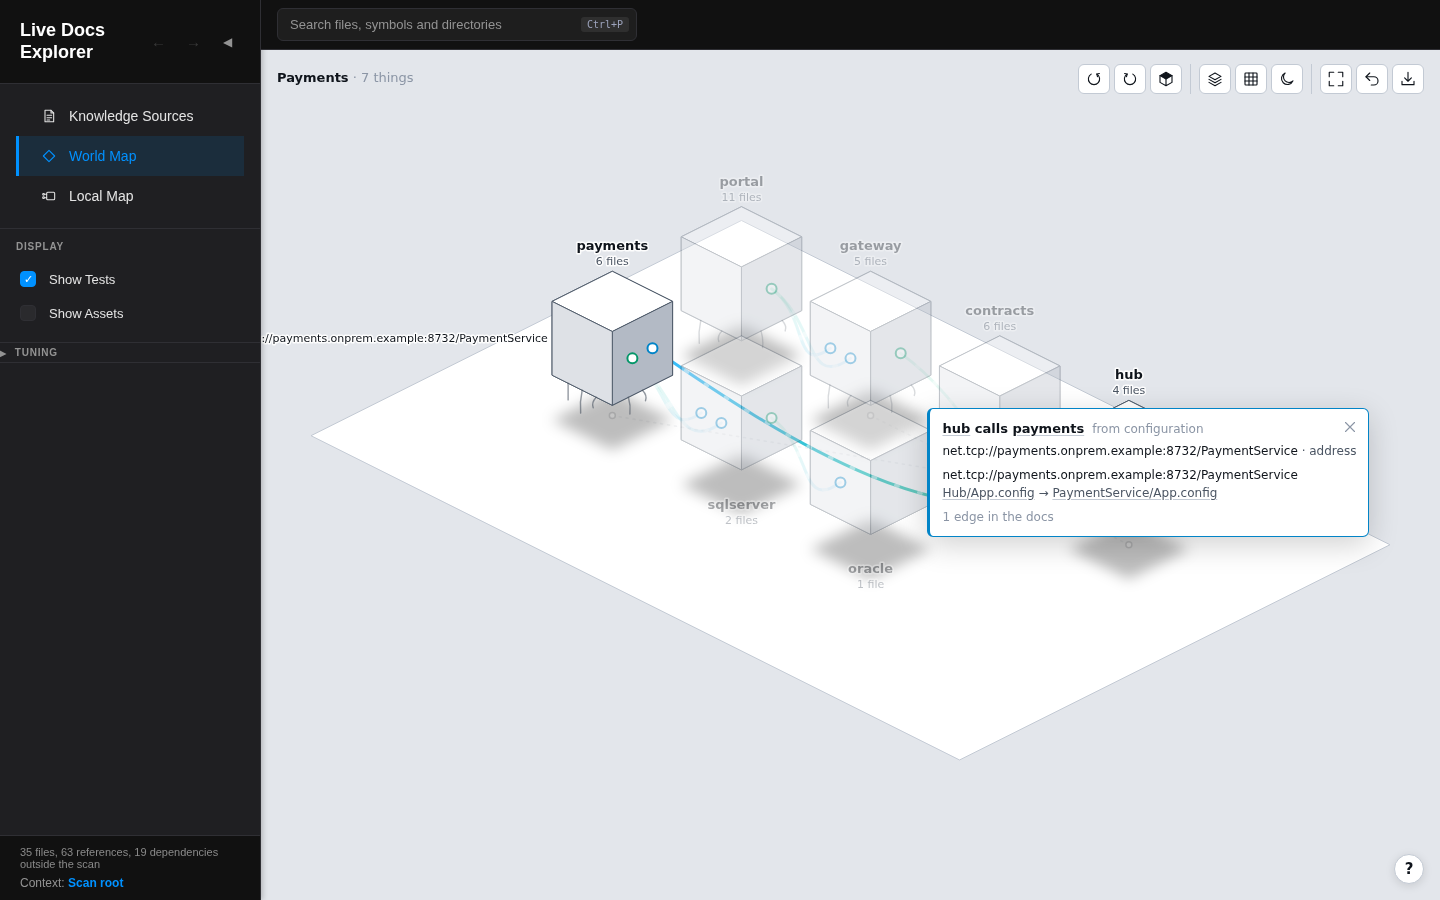 Live Docs
Explorer
Search files, symbols and directories
Ctrl+P
Knowledge Sources
World Map
Local Map
DISPLAY
Show Tests
Show Assets
TUNING
35 files, 63 references, 19 dependencies
outside the scan
Context: Scan root
Payments · 7 things
portal
11 files
payments
6 files
gateway
5 files
contracts
6 files
hub
4 files
://payments.onprem.example:8732/PaymentService
sqlserver
2 files
oracle
1 file
hub calls payments from configuration
net.tcp://payments.onprem.example:8732/PaymentService · address
net.tcp://payments.onprem.example:8732/PaymentService
Hub/App.config → PaymentService/App.config
1 edge in the docs
?